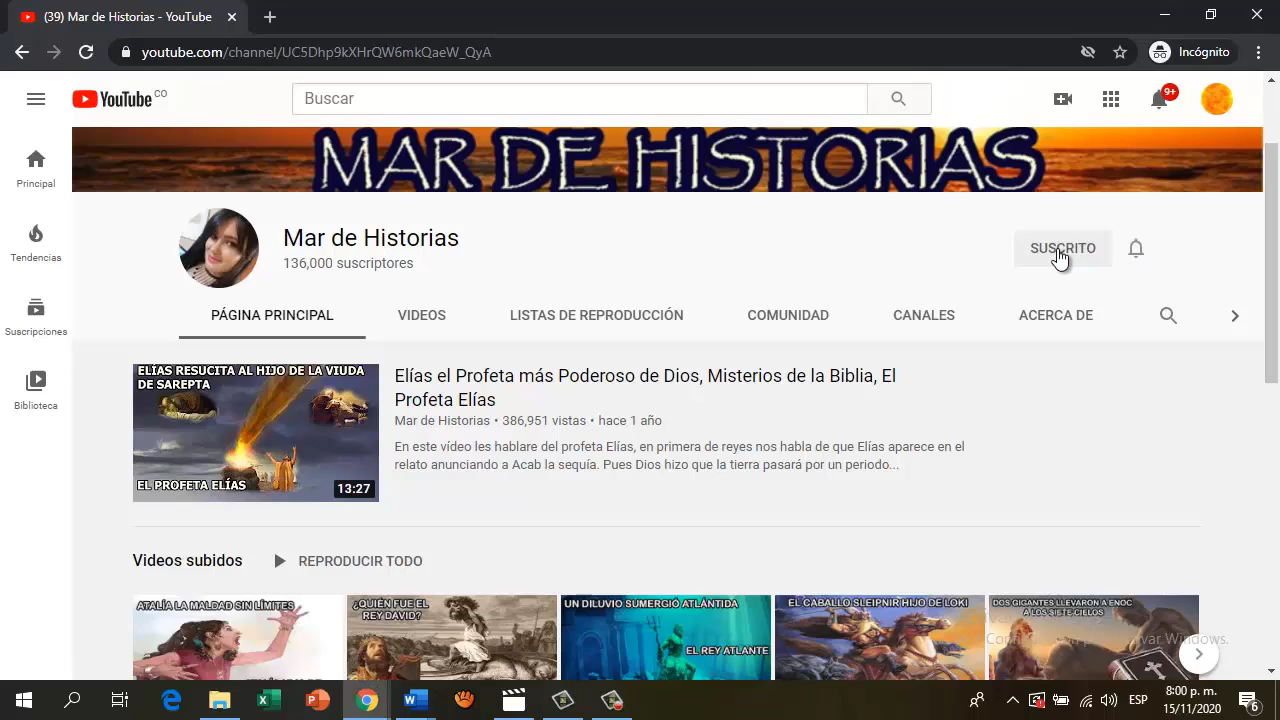 (39) Mar de Historias - YouTube
youtube.com/channel/UC5Dhp9kXHrQW6mkQaeW_QyA
Incógnito
YouTube CO
Buscar
9+
Principal
Tendencias
Suscripciones
Biblioteca
MAR DE HISTORIAS
Mar de Historias
136,000 suscriptores
SUSCRITO
PÁGINA PRINCIPAL
VIDEOS
LISTAS DE REPRODUCCIÓN
COMUNIDAD
CANALES
ACERCA DE
ELÍAS RESUCITA AL HIJO DE LA VIUDA
DE SAREPTA
EL PROFETA ELÍAS
13:27
Elías el Profeta más Poderoso de Dios, Misterios de la Biblia, El
Profeta Elías
Mar de Historias • 386,951 vistas • hace 1 año
En este vídeo les hablare del profeta Elías, en primera de reyes nos habla de que Elías aparece en el
relato anunciando a Acab la sequía. Pues Dios hizo que la tierra pasará por un periodo...
Videos subidos
REPRODUCIR TODO
ATALÍA LA MALDAD SIN LÍMITES
¿QUIÉN FUE EL
REY DAVID?
UN DILUVIO SUMERGIÓ ATLÁNTIDA
EL REY ATLANTE
EL CABALLO SLEIPNIR HIJO DE LOKI
DOS GIGANTES LLEVARON A ENOC
A LOS SIETE CIELOS
Windows.
ESP
8:00 p. m.
15/11/2020
6